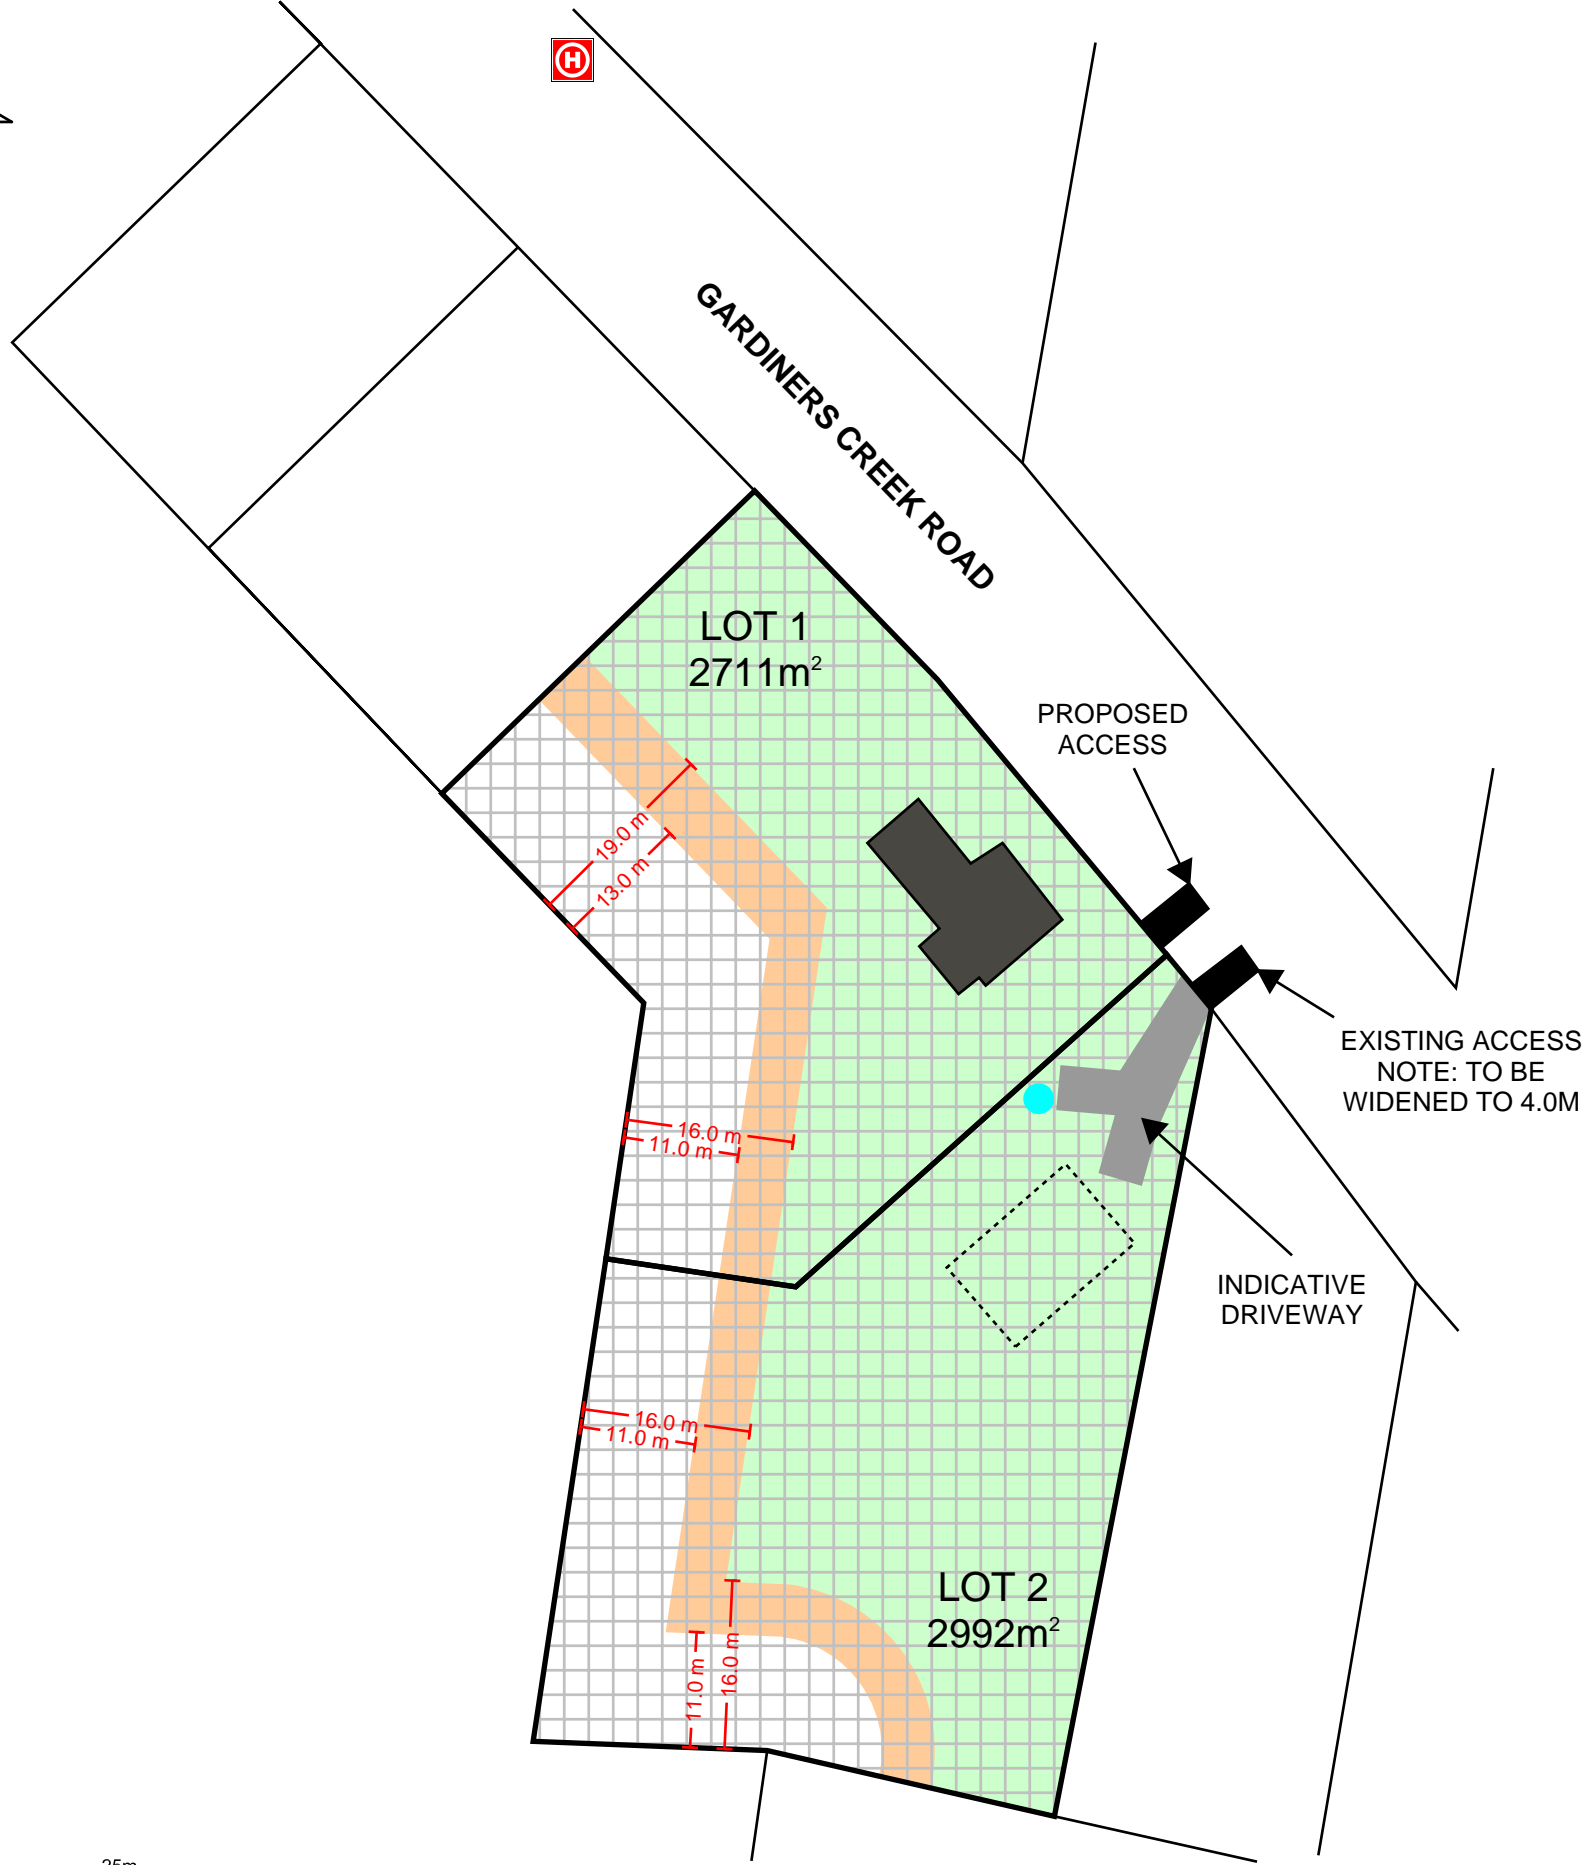 H
GARDINERS CREEK ROAD
LOT 1
2711m²
PROPOSED
ACCESS
19.0 m
13.0 m
EXISTING ACCESS
NOTE: TO BE
WIDENED TO 4.0M
16.0 m
11.0 m
INDICATIVE
DRIVEWAY
16.0 m
11.0 m
LOT 2
2992m²
11.0 m
16.0 m
25m